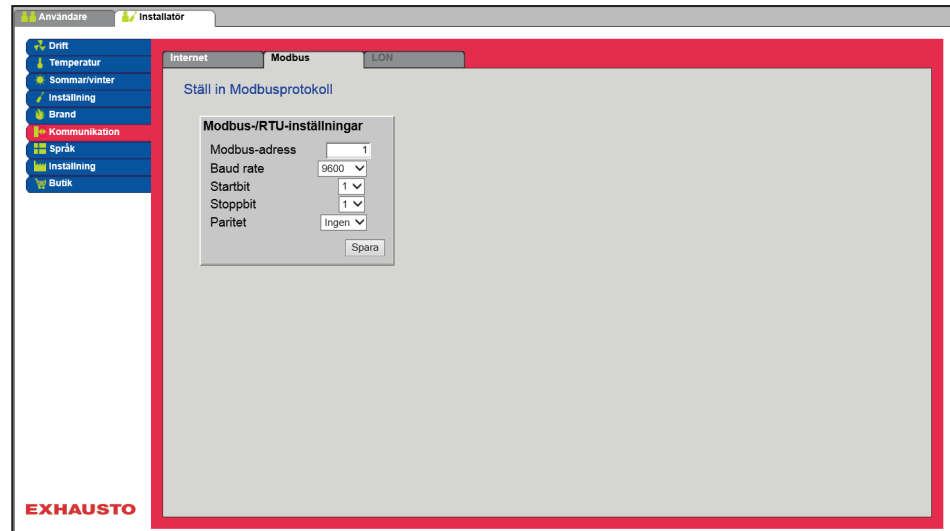 Användare Installatör
Drift
Temperatur
Sommar/vinter
Inställning
Brand
Kommunikation
Språk
Inställning
Butik
Internet Modbus LON
Ställ in Modbusprotokoll
Modbus-/RTU-inställningar
Modbus-adress 1
Baud rate 9600
Startbit 1
Stoppbit 1
Paritet Ingen
Spara
EXHAUSTO